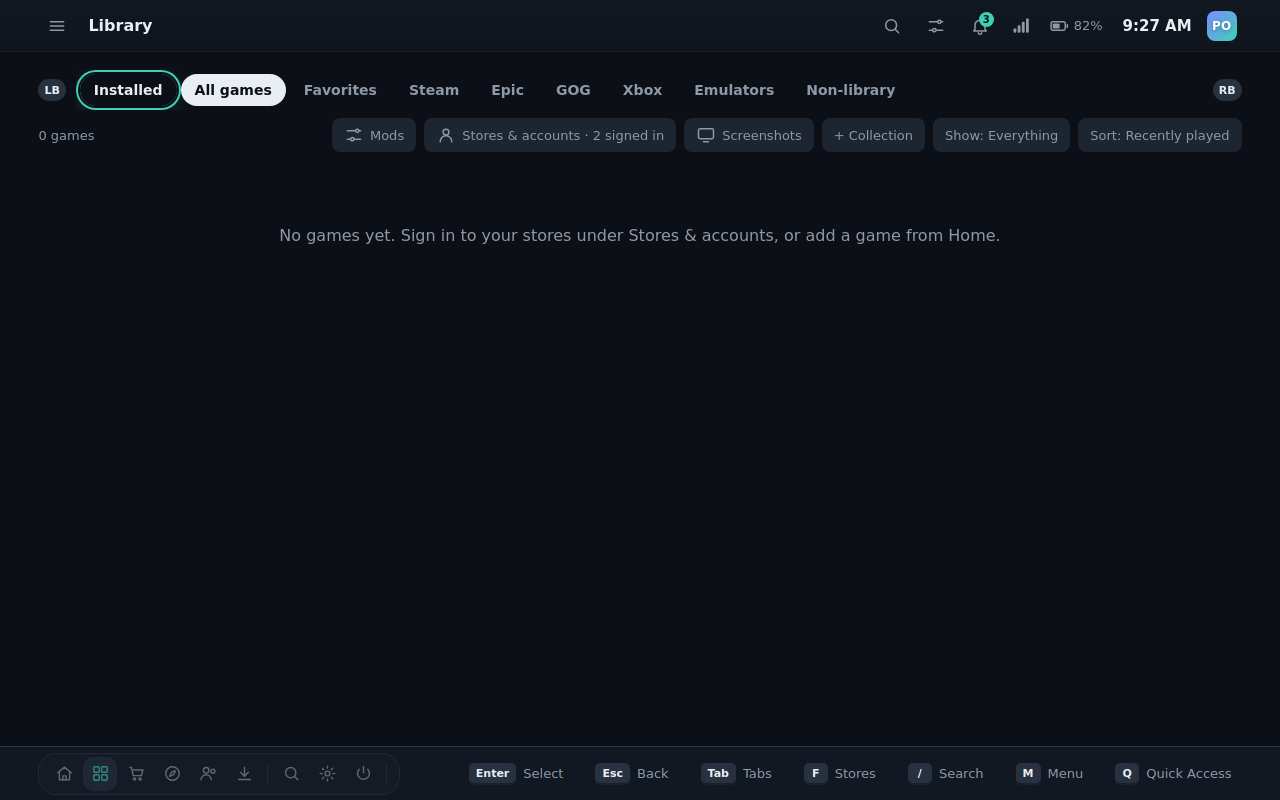 Library
3
82%
9:27 AM
PO
LB
Installed
All games
Favorites
Steam
Epic
GOG
Xbox
Emulators
Non-library
RB
0 games
Mods
Stores & accounts · 2 signed in
Screenshots
+ Collection
Show: Everything
Sort: Recently played
No games yet. Sign in to your stores under Stores & accounts, or add a game from Home.
Enter Select
Esc Back
Tab Tabs
F Stores
/ Search
M Menu
Q Quick Access